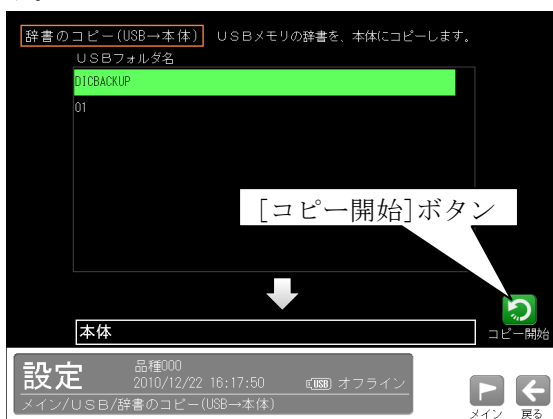 辞書のコピー(USB→本体) USBメモリの辞書を、本体にコピーします。
USBフォルダ名
DICBACKUP
01
[コピー開始]ボタン
本体
コピー開始
設定
品種000
2010/12/22 16:17:50 USB オフライン
メイン/USB/辞書のコピー(USB→本体)
メイン 戻る